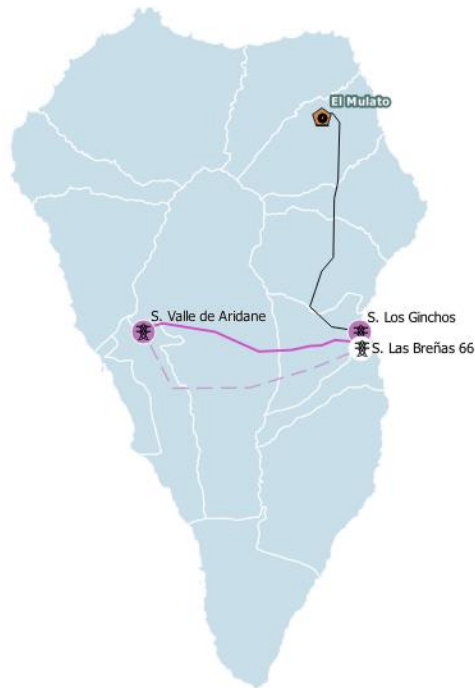 El Mulato
S. Valle de Aridane
S. Los Ginchos
S. Las Breñas 66